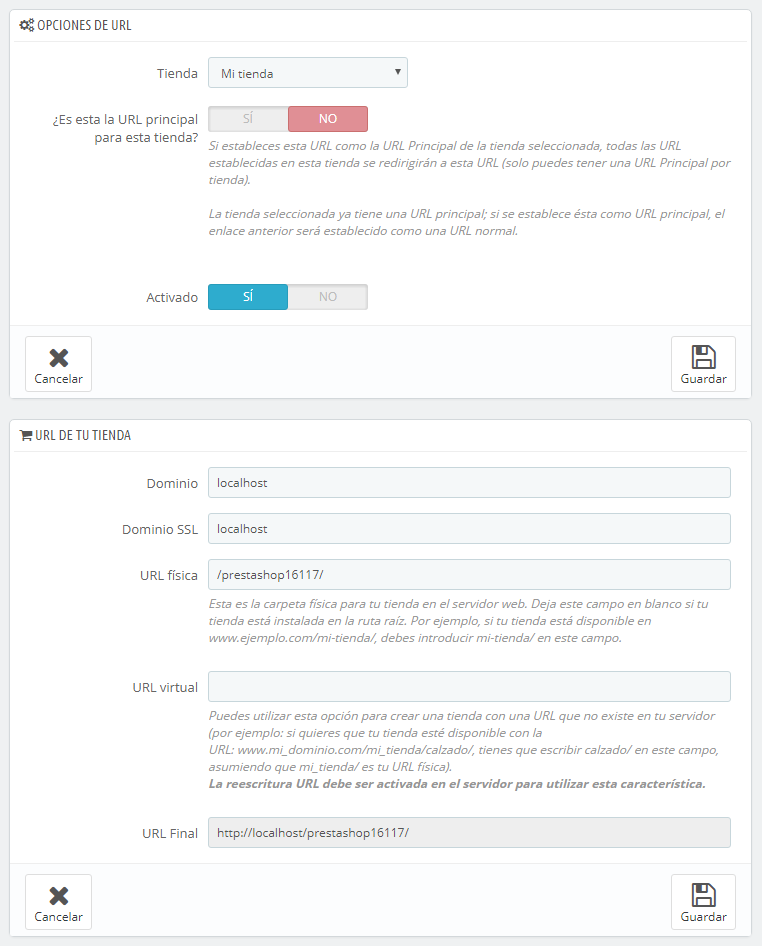 OPCIONES DE URL
Tienda
Mi tienda
¿Es esta la URL principal
para esta tienda?
SÍ NO
Si estableces esta URL como la URL Principal de la tienda seleccionada, todas las URL
establecidas en esta tienda se redirigirán a esta URL (solo puedes tener una URL Principal por
tienda).
La tienda seleccionada ya tiene una URL principal; si se establece ésta como URL principal, el
enlace anterior será establecido como una URL normal.
Activado
SÍ NO
Cancelar
Guardar
URL DE TU TIENDA
Dominio
localhost
Dominio SSL
localhost
URL física
/prestashop16117/
Esta es la carpeta física para tu tienda en el servidor web. Deja este campo en blanco si tu
tienda está instalada en la ruta raíz. Por ejemplo, si tu tienda está disponible en
www.ejemplo.com/mi-tienda/, debes introducir mi-tienda/ en este campo.
URL virtual
Puedes utilizar esta opción para crear una tienda con una URL que no existe en tu servidor
(por ejemplo: si quieres que tu tienda esté disponible con la
URL: www.mi_dominio.com/mi_tienda/calzado/, tienes que escribir calzado/ en este campo,
asumiendo que mi_tienda/ es tu URL física).
La reescritura URL debe ser activada en el servidor para utilizar esta característica.
URL Final
http://localhost/prestashop16117/
Cancelar
Guardar